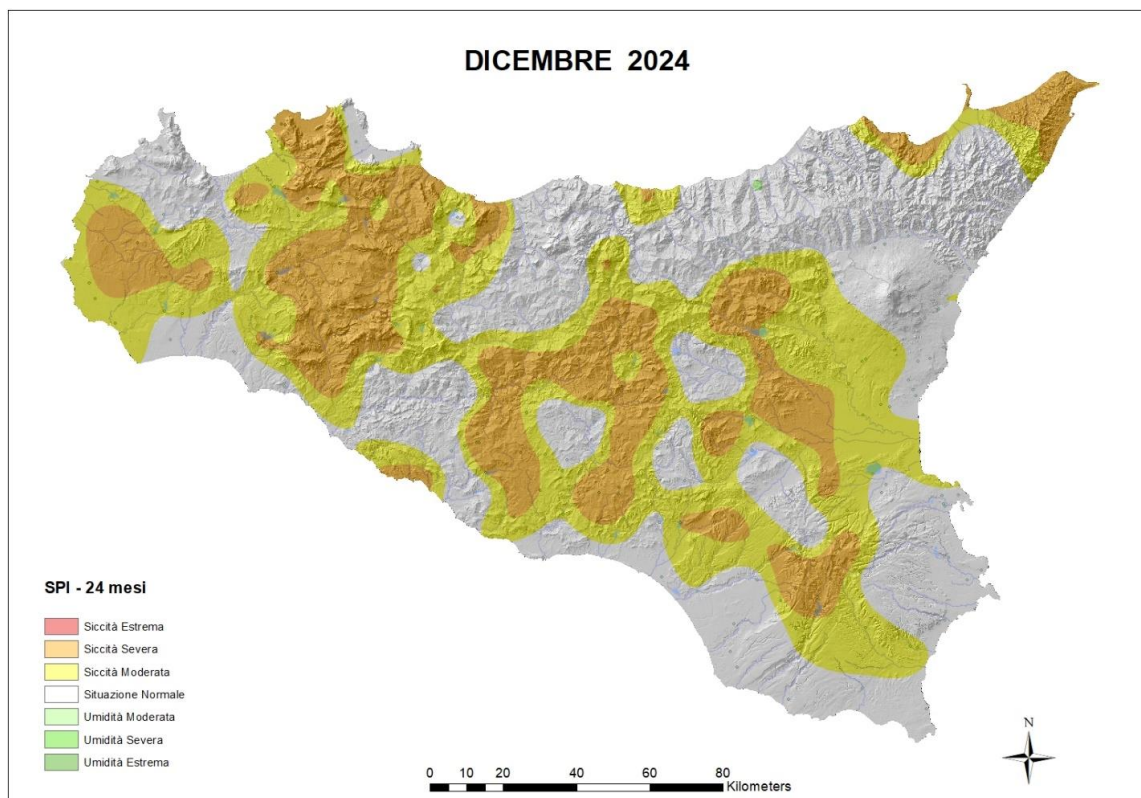 DICEMBRE 2024
SPI - 24 mesi
Siccità Estrema
Siccità Severa
Siccità Moderata
Situazione Normale
Umidità Moderata
Umidità Severa
Umidità Estrema
N
0 5 10 20 40 60 80
Kilometers